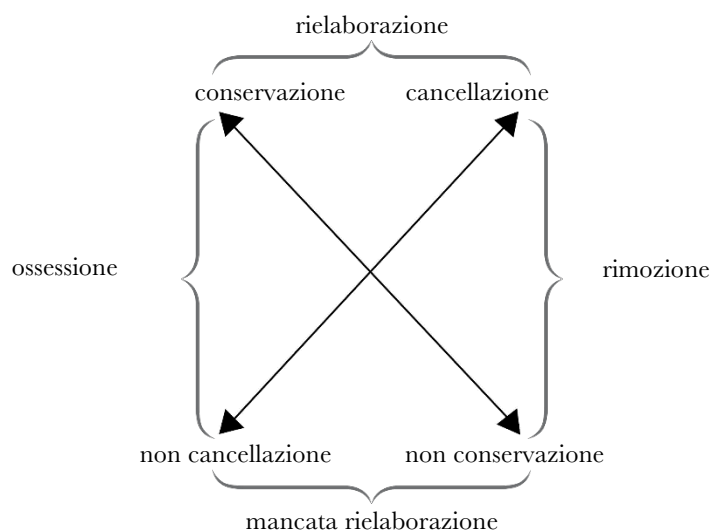 rielaborazione
conservazione cancellazione
ossessione rimozione
non cancellazione non conservazione
mancata rielaborazione